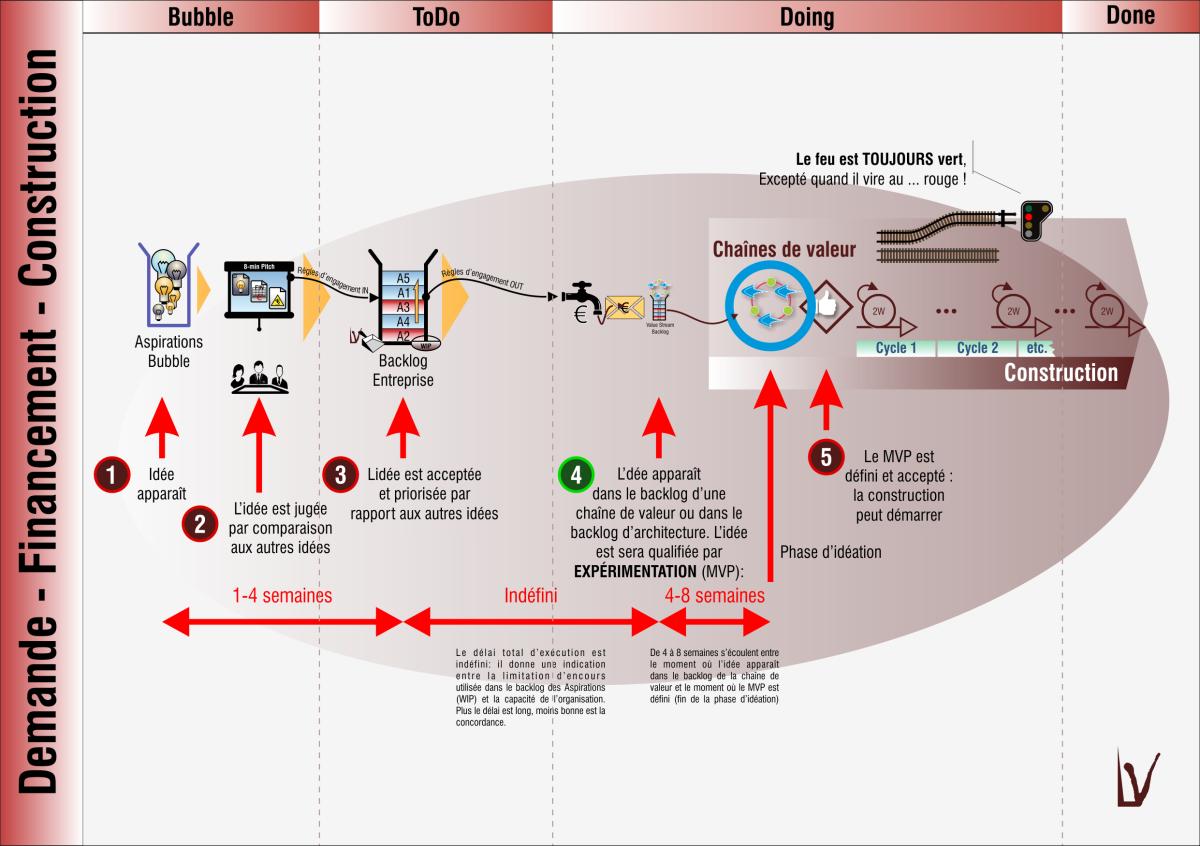 Demande - Financement - Construction
Bubble
ToDo
Doing
Done
Le feu est TOUJOURS vert,
Excepté quand il vire au ... rouge !
Chaînes de valeur
8-min Pitch
Règles d'engagement IN
A5
A1
A3
A4
A2
WIP
Règles d'engagement OUT
€
€
Value Stream
Backlog
2W
2W
2W
Cycle 1
Cycle 2
etc.
Construction
Aspirations
Bubble
Backlog
Entreprise
1
Idée
apparaît
2
L'idée est jugée
par comparaison
aux autres idées
3
Lidée est acceptée
et priorisée par
rapport aux autres idées
4
L'dée apparaît
dans le backlog d'une
chaîne de valeur ou dans le
backlog d'architecture. L'idée
est sera qualifiée par
EXPÉRIMENTATION (MVP):
5
Le MVP est
défini et accepté :
la construction
peut démarrer
Phase d'idéation
1-4 semaines
Indéfini
4-8 semaines
Le délai total d'exécution est
indéfini: il donne une indication
entre la limitation d'encours
utilisée dans le backlog des Aspirations
(WIP) et la capacité de l'organisation.
Plus le délai est long, moins bonne est la
concordance.
De 4 à 8 semaines s'écoulent entre
le moment où l'idée apparaît
dans le backlog de la chaine de
valeur et le moment où le MVP est
défini (fin de la phase d'idéation)
LV